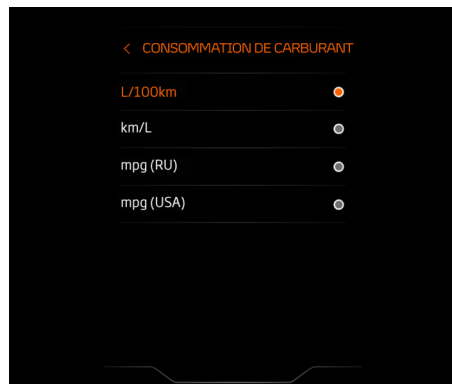 < CONSOMMATION DE CARBURANT
L/100km
km/L
mpg (RU)
mpg (USA)